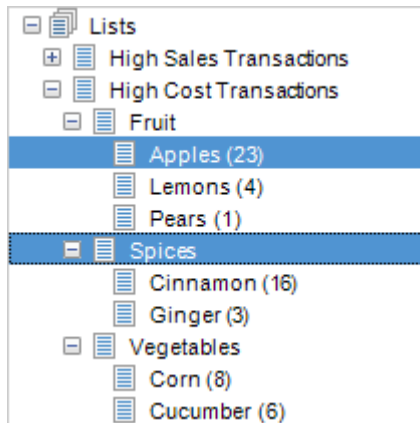 Lists
High Sales Transactions
High Cost Transactions
Fruit
Apples (23)
Lemons (4)
Pears (1)
Spices
Cinnamon (16)
Ginger (3)
Vegetables
Corn (8)
Cucumber (6)